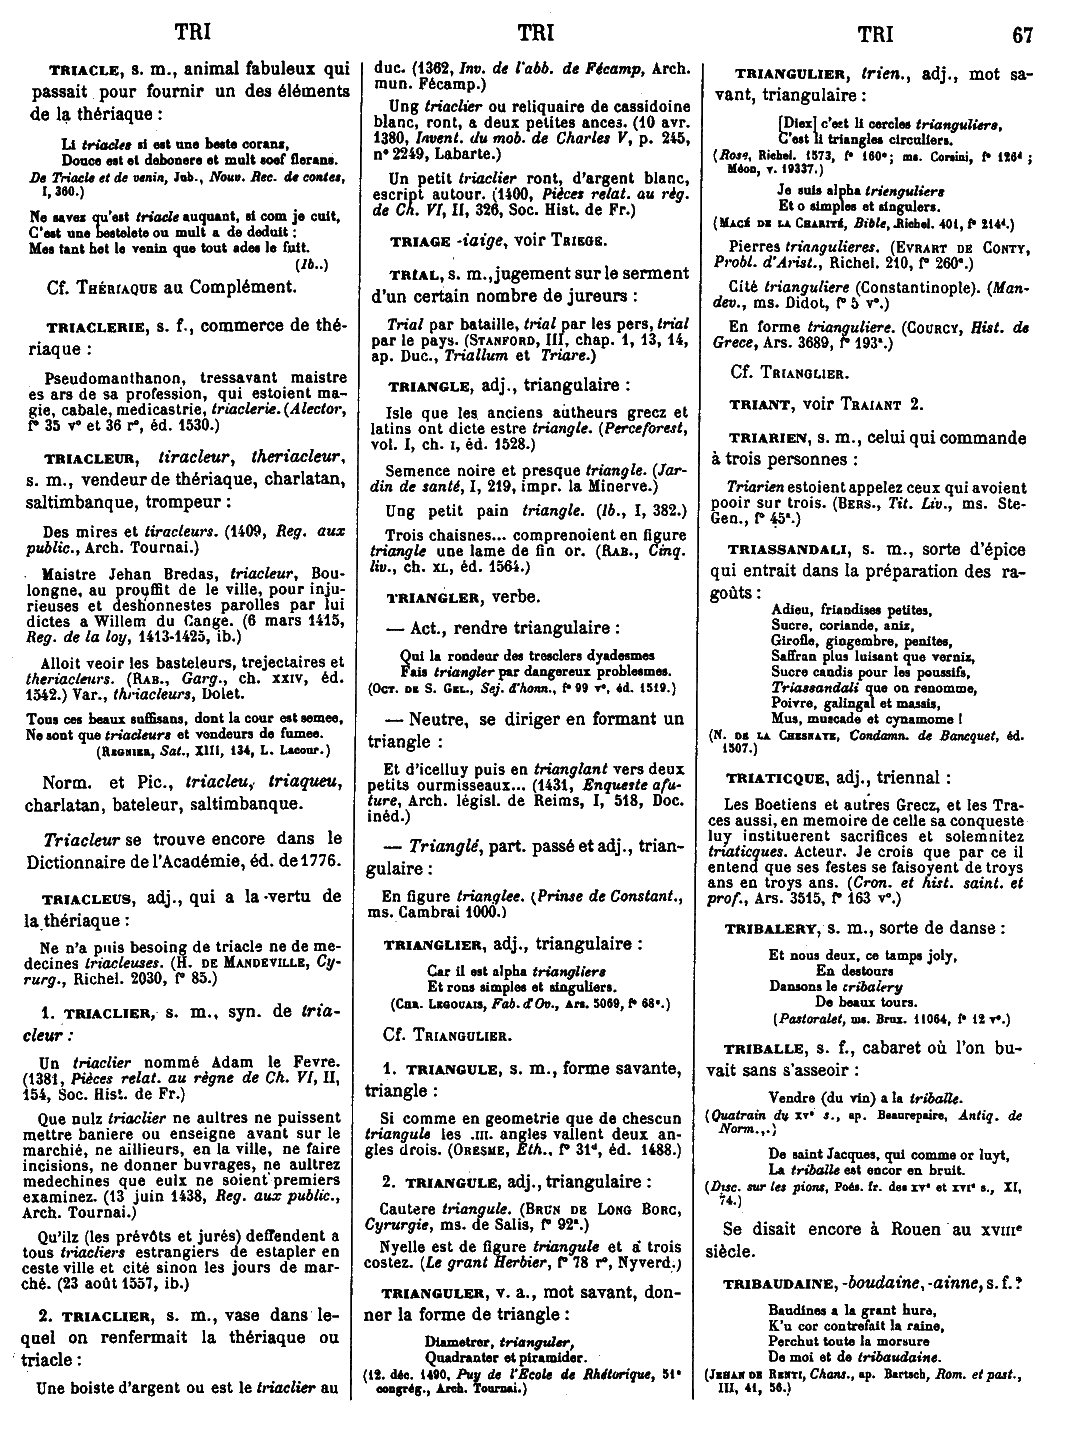 TRI
TRI
TRI
67
TRIACLE, s. m., animal fabuleux qui
passait pour fournir un des éléments
de la thériaque :
Li triacles si est une beste corans,
Douce est et debonere et mult soef flerans.
De Triacle et de venin, Jub., Nouv. Rec. de contes,
I, 360.)
Ne savez qu'est triacle auquant, si com je cuit,
C'est une bestelete ou mult a de deduit :
Mes tant het le venin que tout ades le fuit.
(Ib..)
Cf. THÉRIAQUE au Complément.
TRIACLERIE, s. f., commerce de thé-
riaque :
Pseudomanthanon, tressavant maistre
es ars de sa profession, qui estoient ma-
gie, cabale, medicastrie, triaclerie. (Alector,
f° 35 v° et 36 r°, éd. 1530.)
TRIACLEUR, tiracleur, theriacleur,
s. m., vendeur de thériaque, charlatan,
saltimbanque, trompeur :
Des mires et tiracleurs. (1409, Reg. aux
public., Arch. Tournai.)
Maistre Jehan Bredas, triacleur, Bou-
longne, au prouffit de le ville, pour inju-
rieuses et deshonnestes parolles par lui
dictes a Willem du Cange. (6 mars 1415,
Reg. de la loy, 1413-1425, ib.)
Alloit veoir les basteleurs, trejectaires et
theriacleurs. (RAB., Garg., ch. XXIV, éd.
1542.) Var., thriacleurs, Dolet.
Tous ces beaux suffisans, dont la cour est semee,
Ne sont que triacleurs et vendeurs de fumee.
(REGNIER, Sat., XIII, 134, L. Lacour.)
Norm. et Pic., triacleu, triaqueu,
charlatan, bateleur, saltimbanque.
Triacleur se trouve encore dans le
Dictionnaire de l'Académie, éd. de 1776.
TRIACLEUS, adj., qui a la vertu de
la thériaque :
Ne n'a puis besoing de triacle ne de me-
decines triacleuses. (H. DE MANDEVILLE, Cy-
rurg., Richel. 2030, f° 85.)
1. TRIACLIER, s. m., syn. de tria-
cleur :
Un triaclier nommé Adam le Fevre.
(1381, Pièces relat. au règne de Ch. VI, II,
154, Soc. Hist. de Fr.)
Que nulz triaclier ne aultres ne puissent
mettre baniere ou enseigne avant sur le
marchié, ne ailleurs, en la ville, ne faire
incisions, ne donner buvrages, ne aultrez
medechines que eulx ne soient premiers
examinez. (13 juin 1438, Reg. aux public.,
Arch. Tournai.)
Qu'ilz (les prévôts et jurés) deffendent a
tous triacliers estrangiers de estapler en
ceste ville et cité sinon les jours de mar-
ché. (23 août 1557, ib.)
2. TRIACLIER, s. m., vase dans le-
quel on renfermait la thériaque ou
triacle :
Une boiste d'argent ou est le triaclier au
duc. (1362, Inv. de l'abb. de Fécamp, Arch.
mun. Fécamp.)
Ung triaclier ou reliquaire de cassidoine
blanc, ront, a deux petites ances. (10 avr.
1380, Invent. du mob. de Charles V, p. 245,
n° 2249, Labarte.)
Un petit triaclier ront, d'argent blanc,
escript autour. (1400, Pièces relat. au règ.
de Ch. VI, II, 326, Soc. Hist. de Fr.)
TRIAGE -iaige, voir TRIEGE.
TRIAL, s. m., jugement sur le serment
d'un certain nombre de jureurs :
Trial par bataille, trial par les pers, trial
par le pays. (STANFORD, III, chap. 1, 13, 14,
ap. Duc., Triallum et Triare.)
TRIANGLE, adj., triangulaire :
Isle que les anciens autheurs grecz et
latins ont dicte estre triangle. (Perceforest,
vol. I, ch. I, éd. 1528.)
Semence noire et presque triangle. (Jar-
din de santé, I, 219, impr. la Minerve.)
Ung petit pain triangle. (Ib., I, 382.)
Trois chaisnes... comprenoient en figure
triangle une lame de fin or. (RAB., Cinq.
liv., ch. XL, éd. 1564.)
TRIANGLER, verbe.
— Act., rendre triangulaire :
Qui la rondeur des tresclers dyadesmes
Fais triangler par dangereux problesmes.
(OCT. DE S. GEL., Sej. d'honn., f° 99 v°, éd. 1519.)
— Neutre, se diriger en formant un
triangle :
Et d'icelluy puis en trianglant vers deux
petits ourmisseaux... (1431, Enqueste afu-
ture, Arch. législ. de Reims, I, 518, Doc.
inéd.)
— Trianglé, part. passé et adj., trian-
gulaire :
En figure trianglee. (Prinse de Constant.,
ms. Cambrai 1000.)
TRIANGLIER, adj., triangulaire :
Car il est alpha triangliers
Et rons simples et singuliers.
(CHR. LEGOUAIS, Fab. d'Ov., Ars. 5069, f° 68ª.)
Cf. TRIANGULIER.
1. TRIANGULE, s. m., forme savante,
triangle :
Si comme en geometrie que de chescun
triangule les .III. angles vallent deux an-
gles drois. (ORESME, Eth., f° 31ᵈ, éd. 1488.)
2. TRIANGULE, adj., triangulaire :
Cautere triangule. (BRUN DE LONG BORC,
Cyrurgie, ms. de Salis, f° 92ª.)
Nyelle est de figure triangule et a trois
costez. (Le grant Herbier, f° 78 r°, Nyverd.)
TRIANGULER, v. a., mot savant, don-
ner la forme de triangle :
Diametrer, trianguler,
Quadranter et piramider.
(12. déc. 1490, Puy de l'Ecole de Rhétorique, 51ᵉ
congrég., Arch. Tournai.)
TRIANGULIER, trien., adj., mot sa-
vant, triangulaire :
[Diex] c'est li cercles trianguliers,
C'est li triangles circuliers.
(Rose, Richel. 1573, f° 160ᵉ; ms. Corsini, f° 126ᵈ ;
Méon, v. 19337.)
Je suis alpha trienguliers
Et o simples et singulers.
(MACÉ DE LA CHARITÉ, Bible, Richel. 401, f° 214ᵈ.)
Pierres triangulieres. (EVRART DE CONTY,
Probl. d'Arist., Richel. 210, f° 260ª.)
Cité trianguliere (Constantinople). (Man-
dev., ms. Didot, f° 5 v°.)
En forme trianguliere. (COURCY, Hist. de
Grece, Ars. 3689, f° 193ª.)
Cf. TRIANGLIER.
TRIANT, voir TRAIANT 2.
TRIARIEN, s. m., celui qui commande
à trois personnes :
Triarien estoient appelez ceux qui avoient
pooir sur trois. (BERS., Tit. Liv., ms. Ste-
Gen., f° 45ª.)
TRIASSANDALI, s. m., sorte d'épice
qui entrait dans la préparation des ra-
goûts :
Adieu, friandises petites,
Sucre, coriande, aniz,
Girofle, gingembre, penites,
Saffran plus luisant que verniz,
Sucre candis pour les poussifs,
Triassandali que on renomme,
Poivre, galingal et massis,
Mus, muscade et cynamome !
(N. DE LA CHESNAYE, Condamn. de Bancquet, éd.
1507.)
TRIATICQUE, adj., triennal :
Les Boetiens et autres Grecz, et les Tra-
ces aussi, en memoire de celle sa conqueste
luy instituerent sacrifices et solemnitez
triaticques. Acteur. Je crois que par ce il
entend que ses festes se faisoyent de troys
ans en troys ans. (Cron. et hist. saint. et
prof., Ars. 3515, f° 163 v°.)
TRIBALERY, s. m., sorte de danse :
Et nous deux, ce tamps joly,
En destours
Dansons le tribalery
De beaux tours.
(Pastoralet, ms. Brux. 11064, f° 12 v°.)
TRIBALLE, s. f., cabaret où l'on bu-
vait sans s'asseoir :
Vendre (du vin) a la triballe.
(Quatrain du XVᵉ s., ap. Beaurepaire, Antiq. de
Norm.,.)
De saint Jacques, qui comme or luyt,
La triballe est encor en bruit.
(Disc. sur les pions, Poés. fr. des XVᵉ et XVIᵉ s., XI,
74.)
Se disait encore à Rouen au XVIIIᵉ
siècle.
TRIBAUDAINE, -boudaine, -ainne, s. f. ?
Baudines a la grant hure,
K'u cor contrefait la raine,
Perchut toute la morsure
De moi et de tribaudaine.
(JEHAN DE RENTI, Chans., ap. Bartsch, Rom. et past.,
III, 41, 56.)